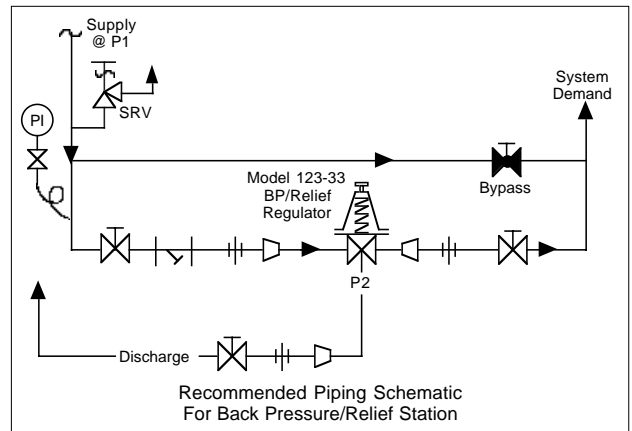 Supply
@ P1
SRV
PI
System
Demand
Bypass
Model 123-33
BP/Relief
Regulator
P2
Discharge
Recommended Piping Schematic
For Back Pressure/Relief Station